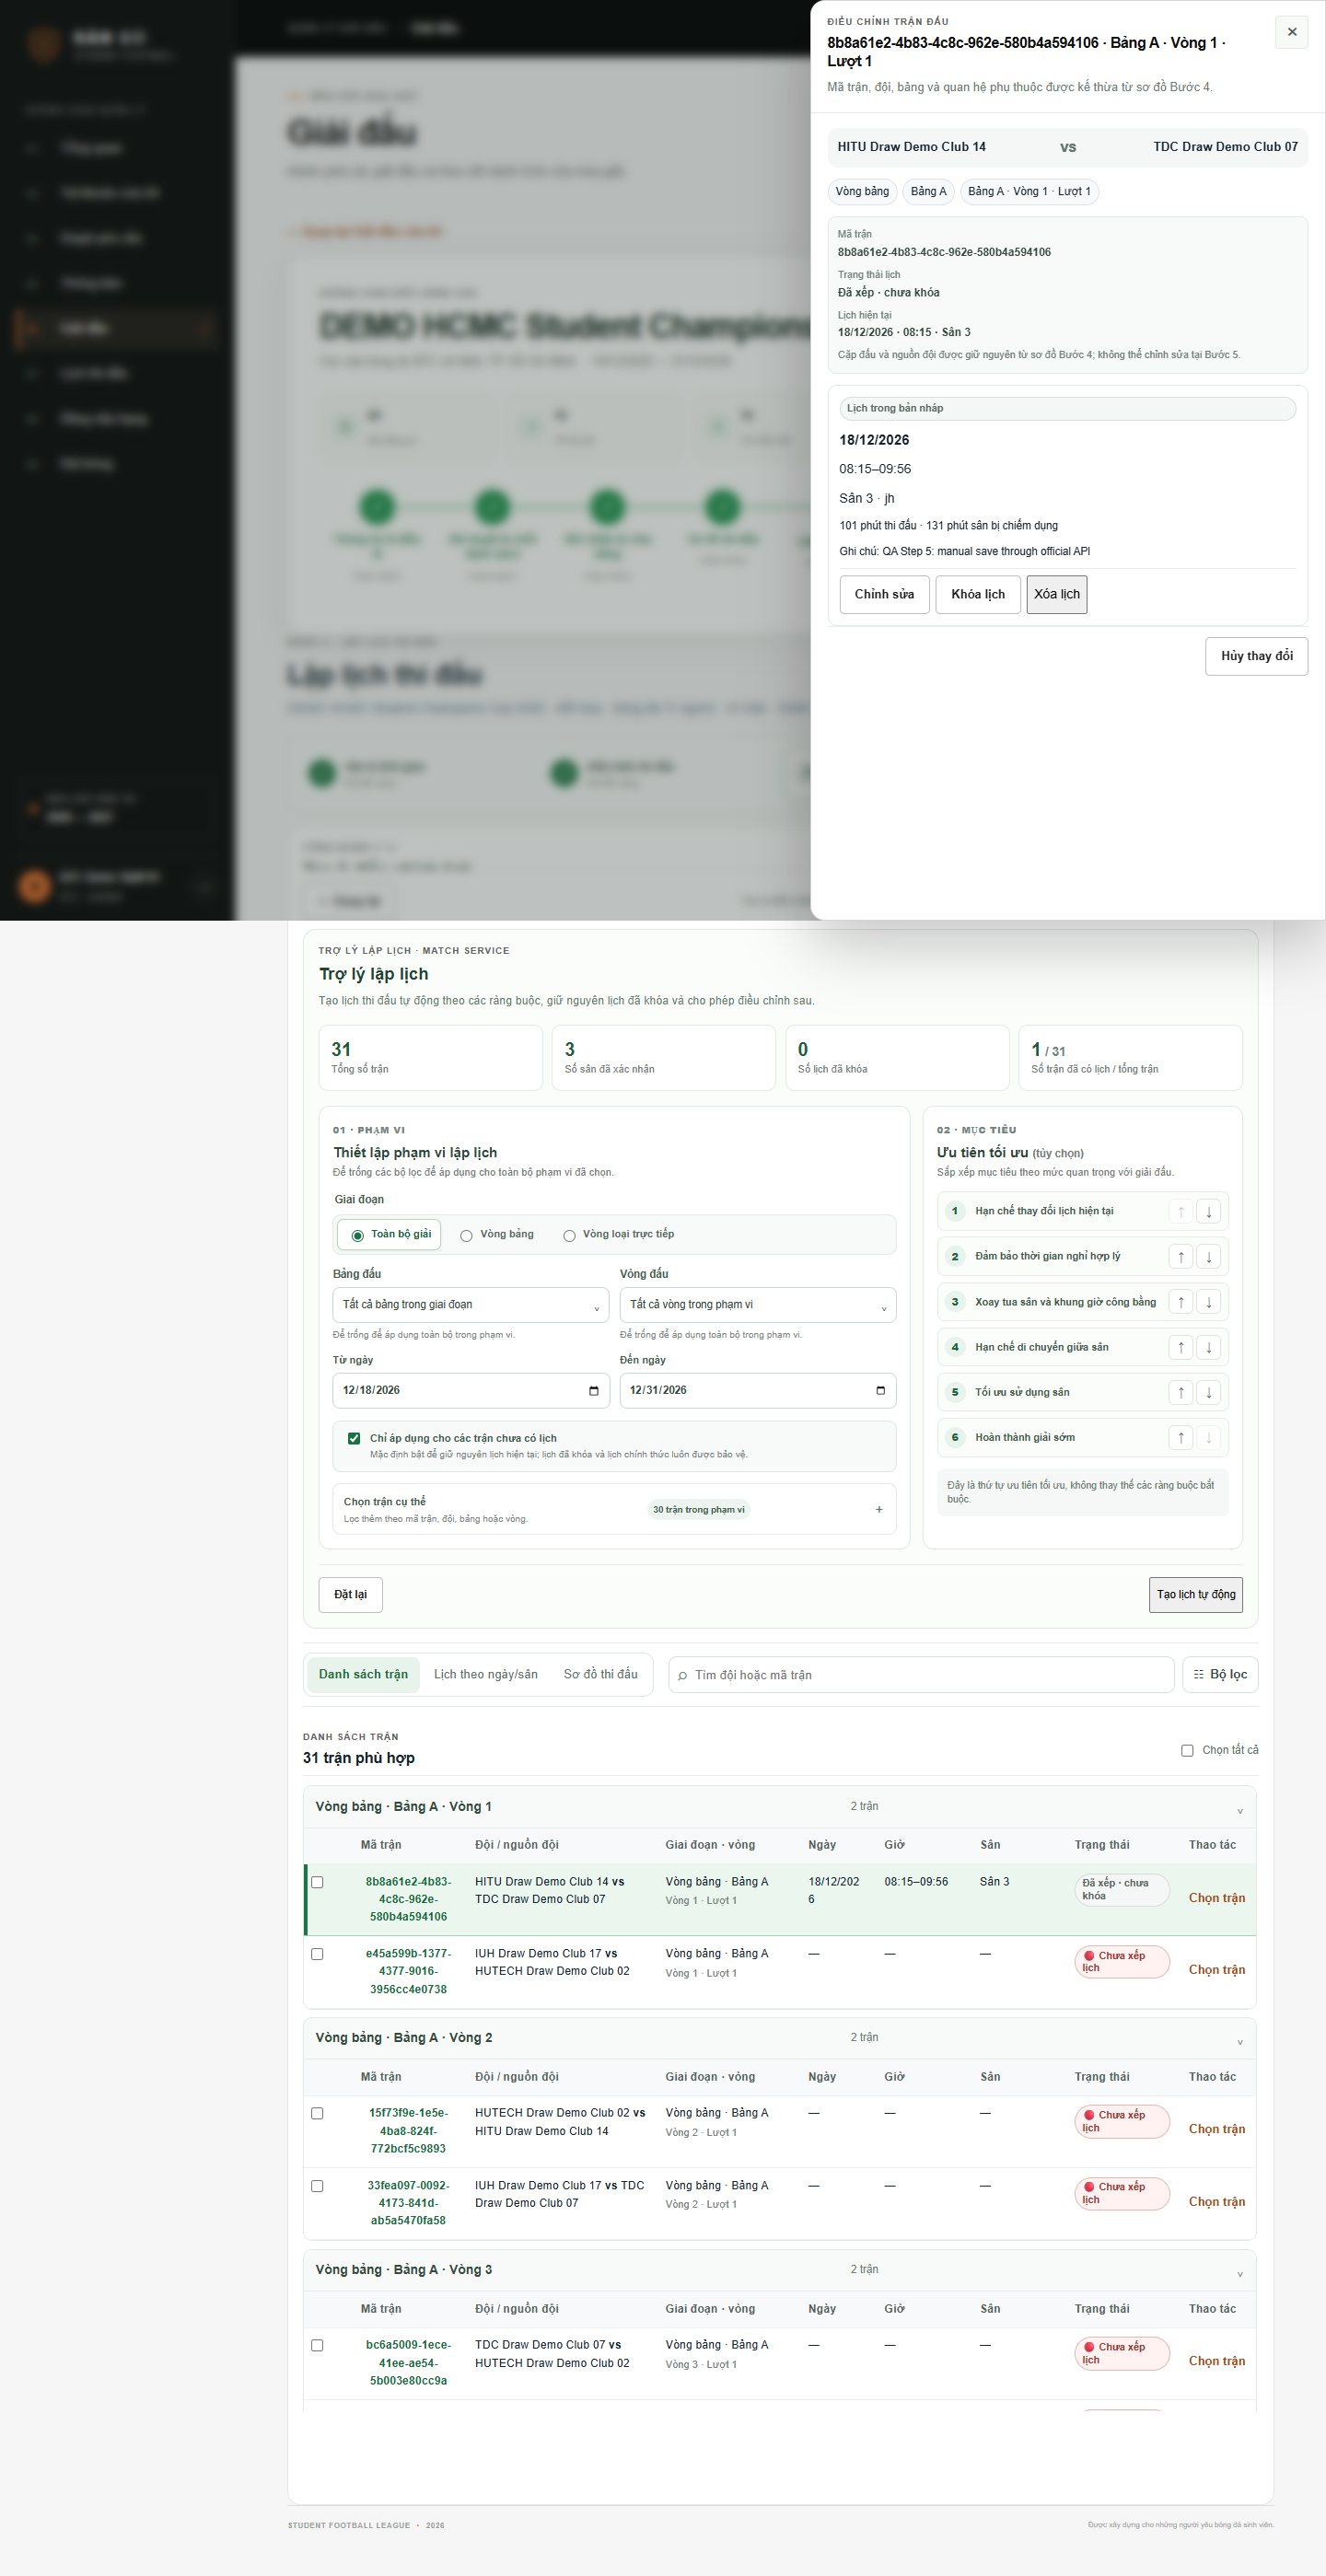 Giải đấu
DEMO HCMC Student Champions
Lập lịch thi đấu
ĐIỀU CHỈNH TRẬN ĐẤU
8b8a61e2-4b83-4c8c-962e-580b4a594106 · Bảng A · Vòng 1 ·
Lượt 1
✕
Mã trận, đội, bảng và quan hệ phụ thuộc được kế thừa từ sơ đồ Bước 4.
HITU Draw Demo Club 14 VS TDC Draw Demo Club 07
Vòng bảng Bảng A Bảng A · Vòng 1 · Lượt 1
Mã trận
8b8a61e2-4b83-4c8c-962e-580b4a594106
Trạng thái lịch
Đã xếp · chưa khóa
Lịch hiện tại
18/12/2026 · 08:15 · Sân 3
Cặp đấu và nguồn đội được giữ nguyên từ sơ đồ Bước 4; không thể chỉnh sửa tại Bước 5.
Lịch trong bản nháp
18/12/2026
08:15–09:56
Sân 3 · jh
101 phút thi đấu · 131 phút sân bị chiếm dụng
Ghi chú: QA Step 5: manual save through official API
Chỉnh sửa Khóa lịch Xóa lịch
Hủy thay đổi
TRỢ LÝ LẬP LỊCH · MATCH SERVICE
Trợ lý lập lịch
Tạo lịch thi đấu tự động theo các ràng buộc, giữ nguyên lịch đã khóa và cho phép điều chỉnh sau.
31
Tổng số trận
3
Số sân đã xác nhận
0
Số lịch đã khóa
1 / 31
Số trận đã có lịch / tổng trận
01 · PHẠM VI
Thiết lập phạm vi lập lịch
Để trống các bộ lọc để áp dụng cho toàn bộ phạm vi đã chọn.
Giai đoạn
Toàn bộ giải Vòng bảng Vòng loại trực tiếp
Bảng đấu Vòng đấu
Tất cả bảng trong giai đoạn Tất cả vòng trong phạm vi
Để trống để áp dụng toàn bộ trong phạm vi. Để trống để áp dụng toàn bộ trong phạm vi.
Từ ngày Đến ngày
12/18/2026 12/31/2026
Chỉ áp dụng cho các trận chưa có lịch
Mặc định bật để giữ nguyên lịch hiện tại; lịch đã khóa và lịch chính thức luôn được bảo vệ.
Chọn trận cụ thể
Lọc thêm theo mã trận, đội, bảng hoặc vòng.
30 trận trong phạm vi +
02 · MỤC TIÊU
Ưu tiên tối ưu (tùy chọn)
Sắp xếp mục tiêu theo mức quan trọng với giải đấu.
1 Hạn chế thay đổi lịch hiện tại ↑ ↓
2 Đảm bảo thời gian nghỉ hợp lý ↑ ↓
3 Xoay tua sân và khung giờ công bằng ↑ ↓
4 Hạn chế di chuyển giữa sân ↑ ↓
5 Tối ưu sử dụng sân ↑ ↓
6 Hoàn thành giải sớm ↑ ↓
Đây là thứ tự ưu tiên tối ưu, không thay thế các ràng buộc bắt
buộc.
Đặt lại Tạo lịch tự động
Danh sách trận Lịch theo ngày/sân Sơ đồ thi đấu Tìm đội hoặc mã trận Bộ lọc
DANH SÁCH TRẬN
31 trận phù hợp
Chọn tất cả
Vòng bảng · Bảng A · Vòng 1 2 trận
Mã trận Đội / nguồn đội Giai đoạn · vòng Ngày Giờ Sân Trạng thái Thao tác
8b8a61e2-4b83-
4c8c-962e-
580b4a594106
HITU Draw Demo Club 14 vs
TDC Draw Demo Club 07
Vòng bảng · Bảng A
Vòng 1 · Lượt 1
18/12/202
6
08:15–09:56
Sân 3
Đã xếp · chưa
khóa
Chọn trận
e45a599b-1377-
4377-9016-
3956cc4e0738
IUH Draw Demo Club 17 vs
HUTECH Draw Demo Club 02
Vòng bảng · Bảng A
Vòng 1 · Lượt 1
— — —
Chưa xếp
lịch
Chọn trận
Vòng bảng · Bảng A · Vòng 2 2 trận
Mã trận Đội / nguồn đội Giai đoạn · vòng Ngày Giờ Sân Trạng thái Thao tác
15f73f9e-1e5e-
4ba8-824f-
772bcf5c9893
HUTECH Draw Demo Club 02 vs
HITU Draw Demo Club 14
Vòng bảng · Bảng A
Vòng 2 · Lượt 1
— — —
Chưa xếp
lịch
Chọn trận
33fea097-0092-
4173-841d-
ab5a5470fa58
IUH Draw Demo Club 17 vs TDC
Draw Demo Club 07
Vòng bảng · Bảng A
Vòng 2 · Lượt 1
— — —
Chưa xếp
lịch
Chọn trận
Vòng bảng · Bảng A · Vòng 3 2 trận
Mã trận Đội / nguồn đội Giai đoạn · vòng Ngày Giờ Sân Trạng thái Thao tác
bc6a5009-1ece-
41ee-ae54-
5b003e80cc9a
TDC Draw Demo Club 07 vs
HUTECH Draw Demo Club 02
Vòng bảng · Bảng A
Vòng 3 · Lượt 1
— — —
Chưa xếp
lịch
Chọn trận
STUDENT FOOTBALL LEAGUE • 2026
Được xây dựng cho những người yêu bóng đá sinh viên.